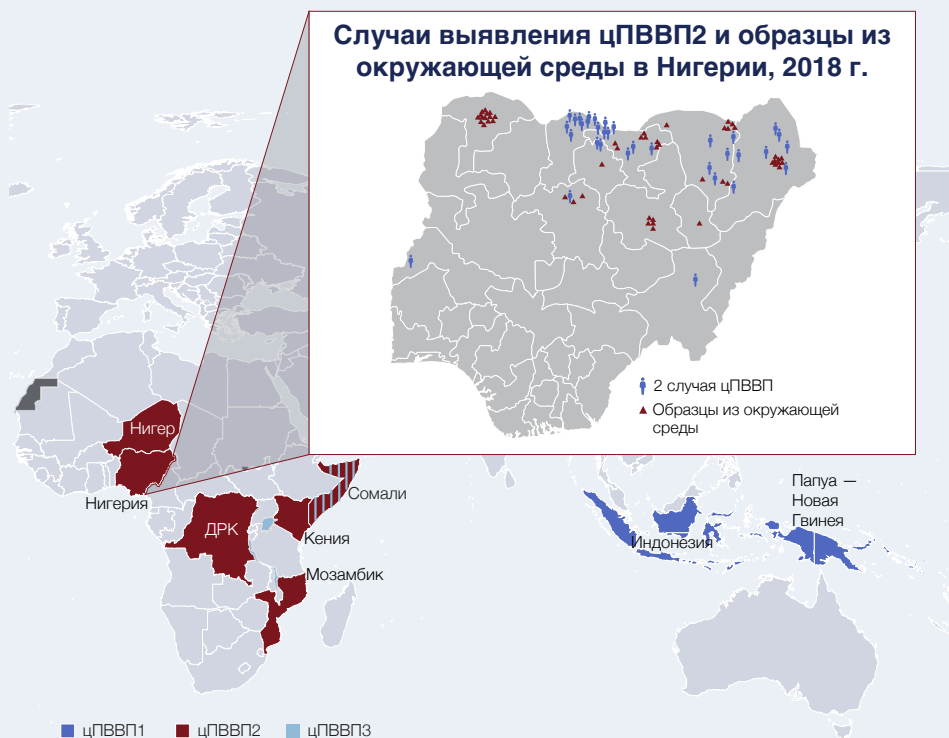 Случаи выявления цПВВП2 и образцы из
окружающей среды в Нигерии, 2018 г.
2 случая цПВВП
Образцы из окружающей
среды
Нигер
Нигерия
ДРК
Сомали
Кения
Мозамбик
Папуа —
Новая
Гвинея
Индонезия
цПВВП1
цПВВП2
цПВВП3